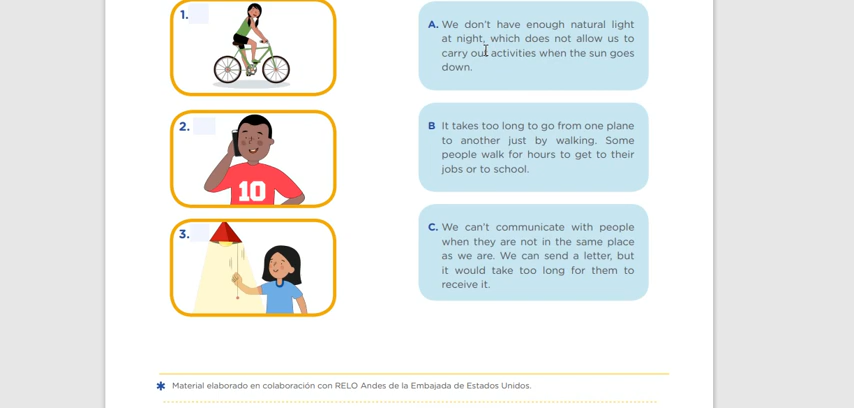 1.
A. We don't have enough natural light
at night, which does not allow us to
carry out activities when the sun goes
down.
2.
10
B It takes too long to go from one plane
to another just by walking. Some
people walk for hours to get to their
jobs or to school.
3.
C. We can't communicate with people
when they are not in the same place
as we are. We can send a letter, but
it would take too long for them to
receive it.
* Material elaborado en colaboración con RELO Andes de la Embajada de Estados Unidos.